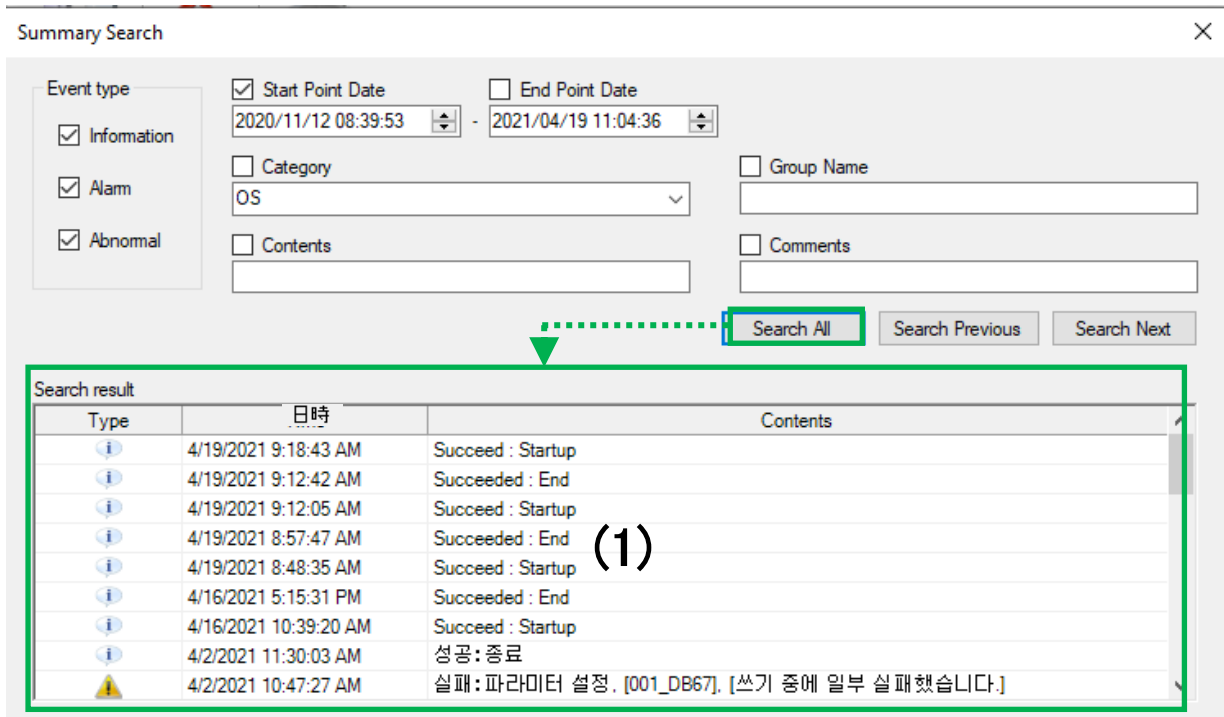 Summary Search
Event type
Information
Alarm
Abnormal
Start Point Date
End Point Date
2020/11/12 08:39:53 - 2021/04/19 11:04:36
Category
Group Name
OS
Contents
Comments
Search All
Search Previous
Search Next
Search result
Type 日時 Contents
4/19/2021 9:18:43 AM Succeed : Startup
4/19/2021 9:12:42 AM Succeeded : End
4/19/2021 9:12:05 AM Succeed : Startup
4/19/2021 8:57:47 AM Succeeded : End
(1)
4/19/2021 8:48:35 AM Succeed : Startup
4/16/2021 5:15:31 PM Succeeded : End
4/16/2021 10:39:20 AM Succeed : Startup
4/2/2021 11:30:03 AM 성공:종료
4/2/2021 10:47:27 AM 실패:파라미터 설정, [001_DB67], [쓰기 중에 일부 실패했습니다.]